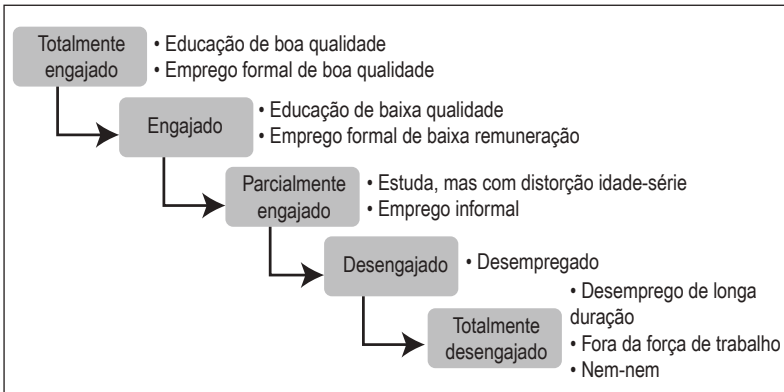 Totalmente
engajado
• Educação de boa qualidade
• Emprego formal de boa qualidade
Engajado
• Educação de baixa qualidade
• Emprego formal de baixa remuneração
Parcialmente
engajado
• Estuda, mas com distorção idade-série
• Emprego informal
Desengajado
• Desempregado
Totalmente
desengajado
• Desemprego de longa
duração
• Fora da força de trabalho
• Nem-nem